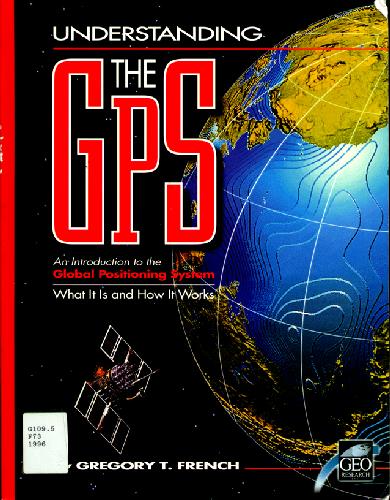 UNDERSTANDING
THE
GPS
An Introduction to the
Global Positioning System
What It Is and How It Works
G109.5
F73
1996
GREGORY T. FRENCH
GEO
RESEARCH